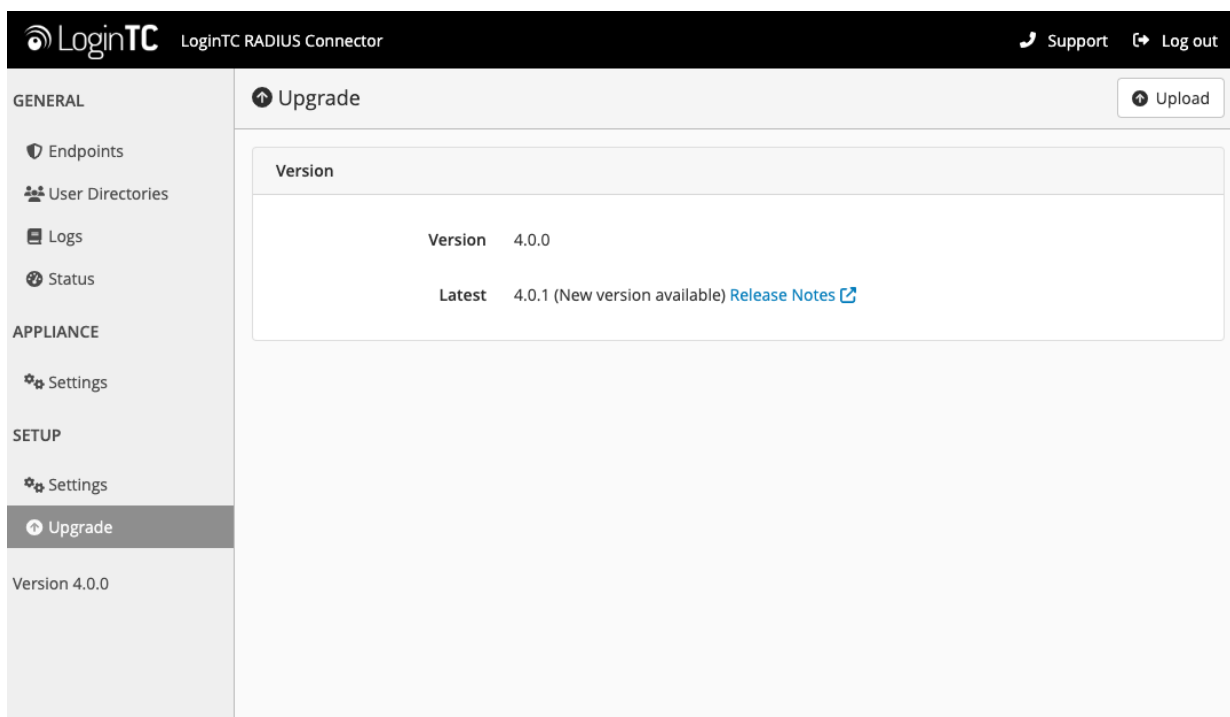 LoginTC LoginTC RADIUS Connector Support Log out
GENERAL
Endpoints
User Directories
Logs
Status
APPLIANCE
Settings
SETUP
Settings
Upgrade
Version 4.0.0
Upgrade Upload
Version
Version 4.0.0
Latest 4.0.1 (New version available) Release Notes